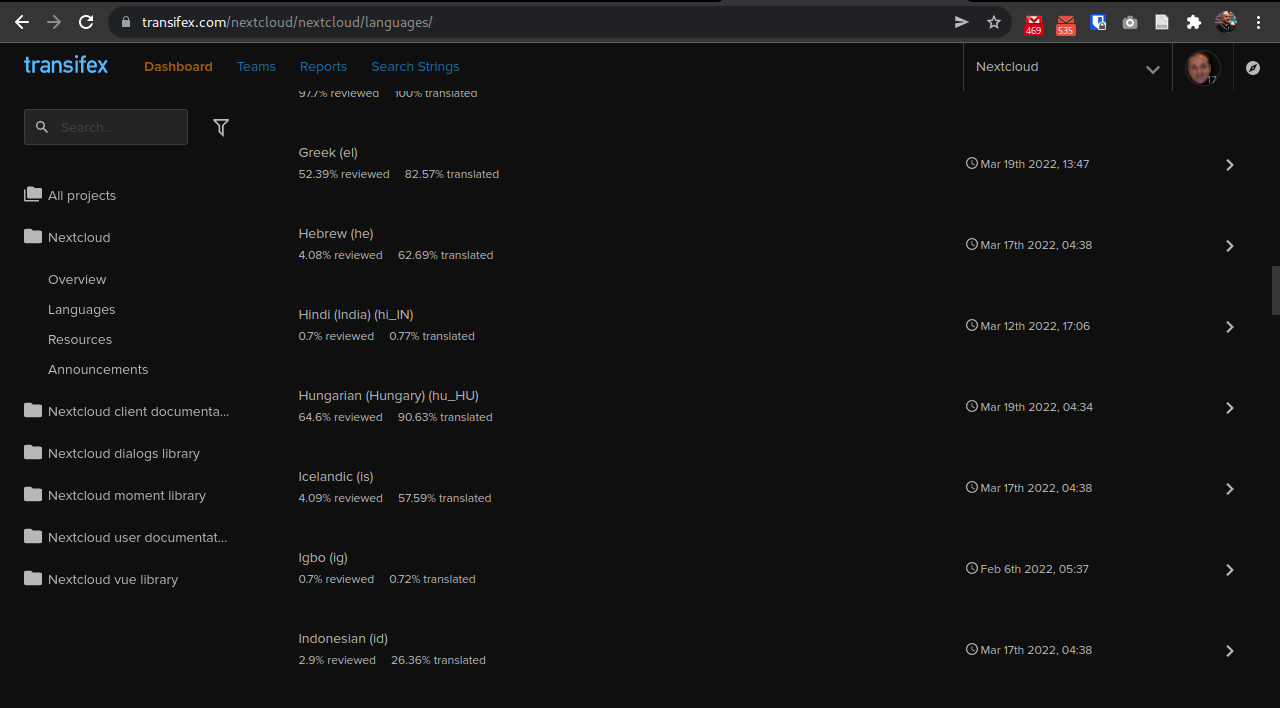 transifex.com/nextcloud/nextcloud/languages/
469
535
transifex
Dashboard
Teams
Reports
Search Strings
Nextcloud
17
97.7% reviewed 100% translated
Search...
All projects
Nextcloud
Overview
Languages
Resources
Announcements
Nextcloud client documenta...
Nextcloud dialogs library
Nextcloud moment library
Nextcloud user documentat...
Nextcloud vue library
Greek (el)
52.39% reviewed 82.57% translated
Mar 19th 2022, 13:47
Hebrew (he)
4.08% reviewed 62.69% translated
Mar 17th 2022, 04:38
Hindi (India) (hi_IN)
0.7% reviewed 0.77% translated
Mar 12th 2022, 17:06
Hungarian (Hungary) (hu_HU)
64.6% reviewed 90.63% translated
Mar 19th 2022, 04:34
Icelandic (is)
4.09% reviewed 57.59% translated
Mar 17th 2022, 04:38
Igbo (ig)
0.7% reviewed 0.72% translated
Feb 6th 2022, 05:37
Indonesian (id)
2.9% reviewed 26.36% translated
Mar 17th 2022, 04:38